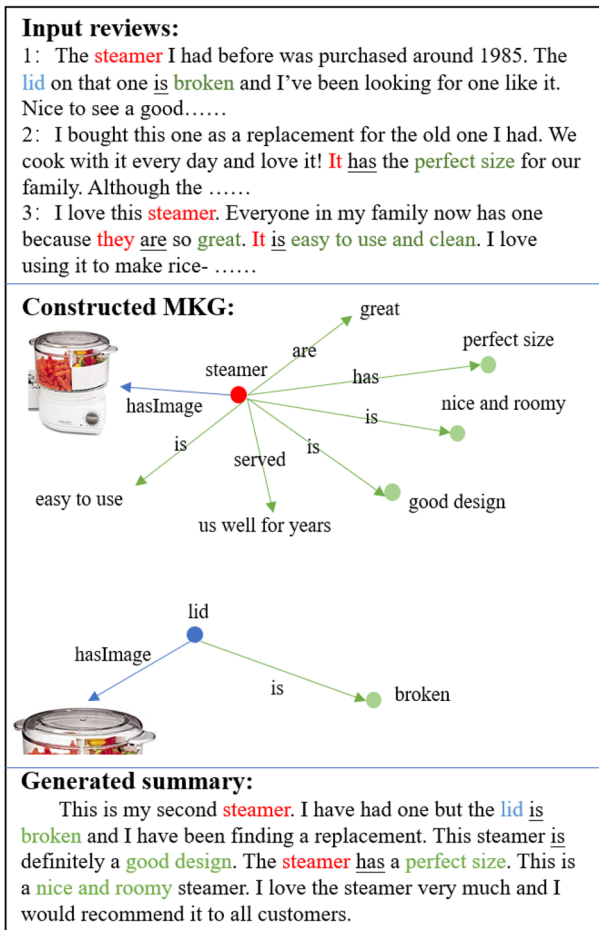 Input reviews:
1: The steamer I had before was purchased around 1985. The
lid on that one is broken and I’ve been looking for one like it.
Nice to see a good……
2: I bought this one as a replacement for the old one I had. We
cook with it every day and love it! It has the perfect size for our
family. Although the ……
3: I love this steamer. Everyone in my family now has one
because they are so great. It is easy to use and clean. I love
using it to make rice- ……
Constructed MKG:
great
are
perfect size
steamer
has
hasImage
nice and roomy
is
is
served
is
easy to use
good design
us well for years
lid
hasImage
is
broken
Generated summary:
This is my second steamer. I have had one but the lid is
broken and I have been finding a replacement. This steamer is
definitely a good design. The steamer has a perfect size. This is
a nice and roomy steamer. I love the steamer very much and I
would recommend it to all customers.